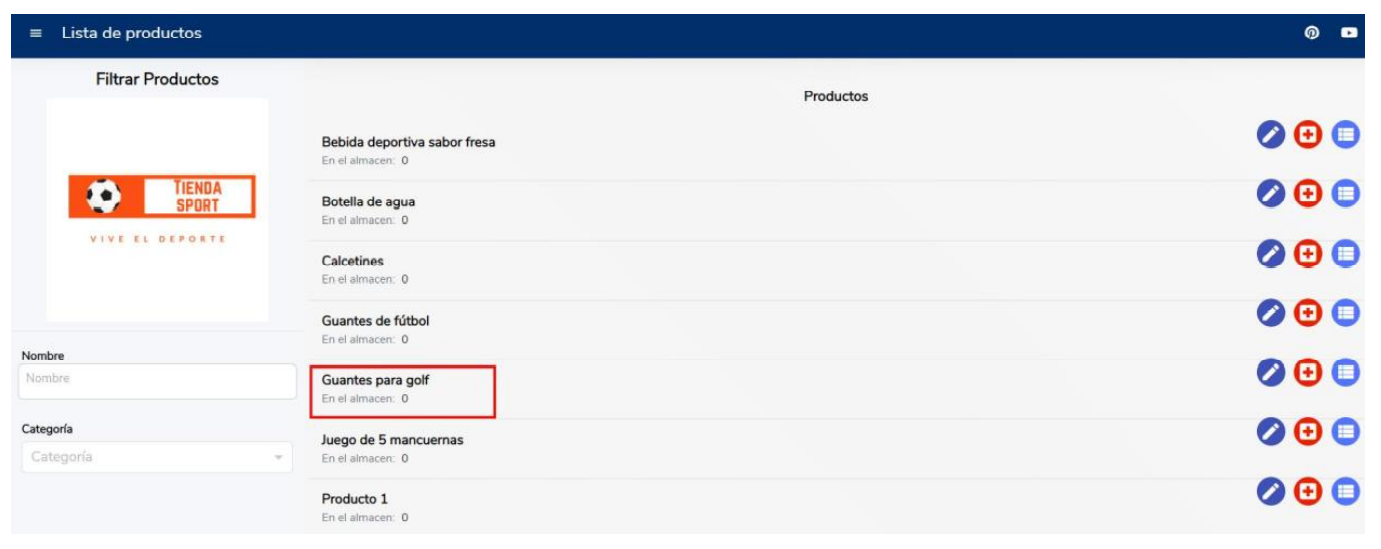 Lista de productos
Filtrar Productos
TIENDA
SPORT
VIVE EL DEPORTE
Nombre
Nombre
Categoría
Categoría
Productos
Bebida deportiva sabor fresa
En el almacen: 0
Botella de agua
En el almacen: 0
Calcetines
En el almacen: 0
Guantes de fútbol
En el almacen: 0
Guantes para golf
En el almacen: 0
Juego de 5 mancuernas
En el almacen: 0
Producto 1
En el almacen: 0